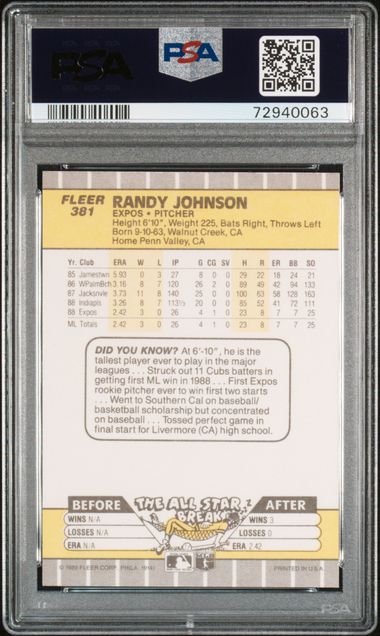 PSA
PSA
72940063
FLEER RANDY JOHNSON
381 EXPOS • PITCHER
Height 6'10", Weight 225, Bats Right, Throws Left
Born 9-10-63, Walnut Creek, CA
Home Penn Valley, CA
Yr. Club ERA W L IP G CG SV H R ER BB SO
85 Jamestwn 5.93 0 3 27 8 0 0 29 22 18 24 21
86 WPalmBch 3.16 8 7 120 26 2 0 89 49 42 94 133
87 Jacksnvle 3.73 11 8 140 25 0 0 100 63 58 128 163
88 Indiapls 3.26 8 7 113⅓ 20 0 0 85 52 41 72 111
88 Expos 2.42 3 0 26 4 1 0 23 8 7 7 25
ML Totals 2.42 3 0 26 4 1 0 23 8 7 7 25
DID YOU KNOW? At 6'-10", he is the
tallest player ever to play in the major
leagues . . . Struck out 11 Cubs batters in
getting first ML win in 1988 . . . First Expos
rookie pitcher ever to win first two starts
. . . Went to Southern Cal on baseball/
basketball scholarship but concentrated
on baseball . . . Tossed perfect game in
final start for Livermore (CA) high school.
BEFORE THE ALL STAR BREAK AFTER
WINS N/A WINS 3
LOSSES N/A LOSSES 0
ERA N/A ERA 2.42
© 1989 FLEER CORP. PHILA. 19141 PRINTED IN U.S.A.
PSA